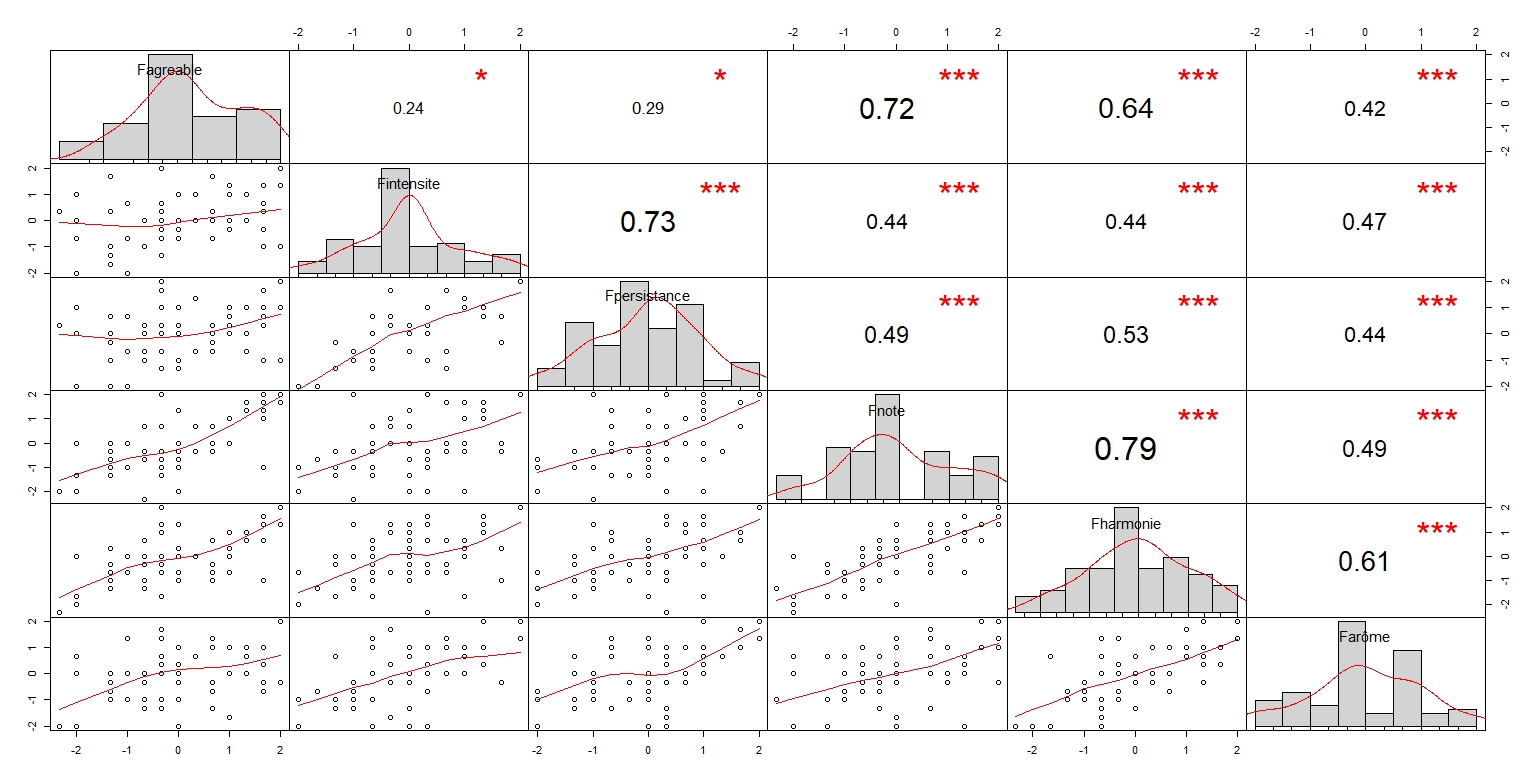 -2 -1 0 1 2 -2 -1 0 1 2 -2 -1 0 1 2
Fagreable * * *** *** ***
0.24 0.29 0.72 0.64 0.42
-2 -1 0 1 2
Fintensite *** *** *** ***
0.73 0.44 0.44 0.47
-2 -1 0 1 2
Fpersistance *** *** ***
0.49 0.53 0.44
-2 -1 0 1 2
Fnote *** ***
0.79 0.49
-2 -1 0 1 2
Fharmonie ***
0.61
-2 -1 0 1 2
Farôme
-2 -1 0 1 2
-2 -1 0 1 2 -2 -1 0 1 2 -2 -1 0 1 2